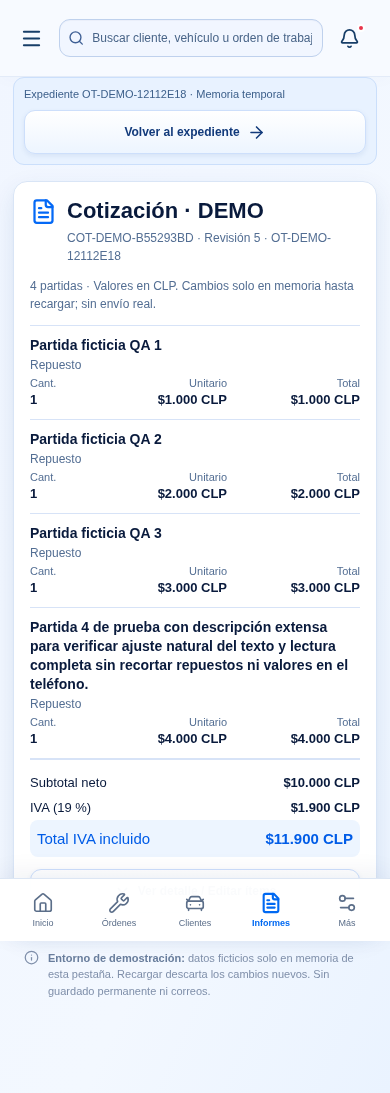 Buscar cliente, vehículo u orden de trabaj
Expediente OT-DEMO-12112E18 · Memoria temporal
Volver al expediente
Cotización · DEMO
COT-DEMO-B55293BD · Revisión 5 · OT-DEMO-
12112E18
4 partidas · Valores en CLP. Cambios solo en memoria hasta
recargar; sin envío real.
Partida ficticia QA 1
Repuesto
Cant. Unitario Total
1 $1.000 CLP $1.000 CLP
Partida ficticia QA 2
Repuesto
Cant. Unitario Total
1 $2.000 CLP $2.000 CLP
Partida ficticia QA 3
Repuesto
Cant. Unitario Total
1 $3.000 CLP $3.000 CLP
Partida 4 de prueba con descripción extensa
para verificar ajuste natural del texto y lectura
completa sin recortar repuestos ni valores en el
teléfono.
Repuesto
Cant. Unitario Total
1 $4.000 CLP $4.000 CLP
Subtotal neto $10.000 CLP
IVA (19 %) $1.900 CLP
Total IVA incluido $11.900 CLP
Inicio Órdenes Clientes Informes Más
Entorno de demostración: datos ficticios solo en memoria de
esta pestaña. Recargar descarta los cambios nuevos. Sin
guardado permanente ni correos.